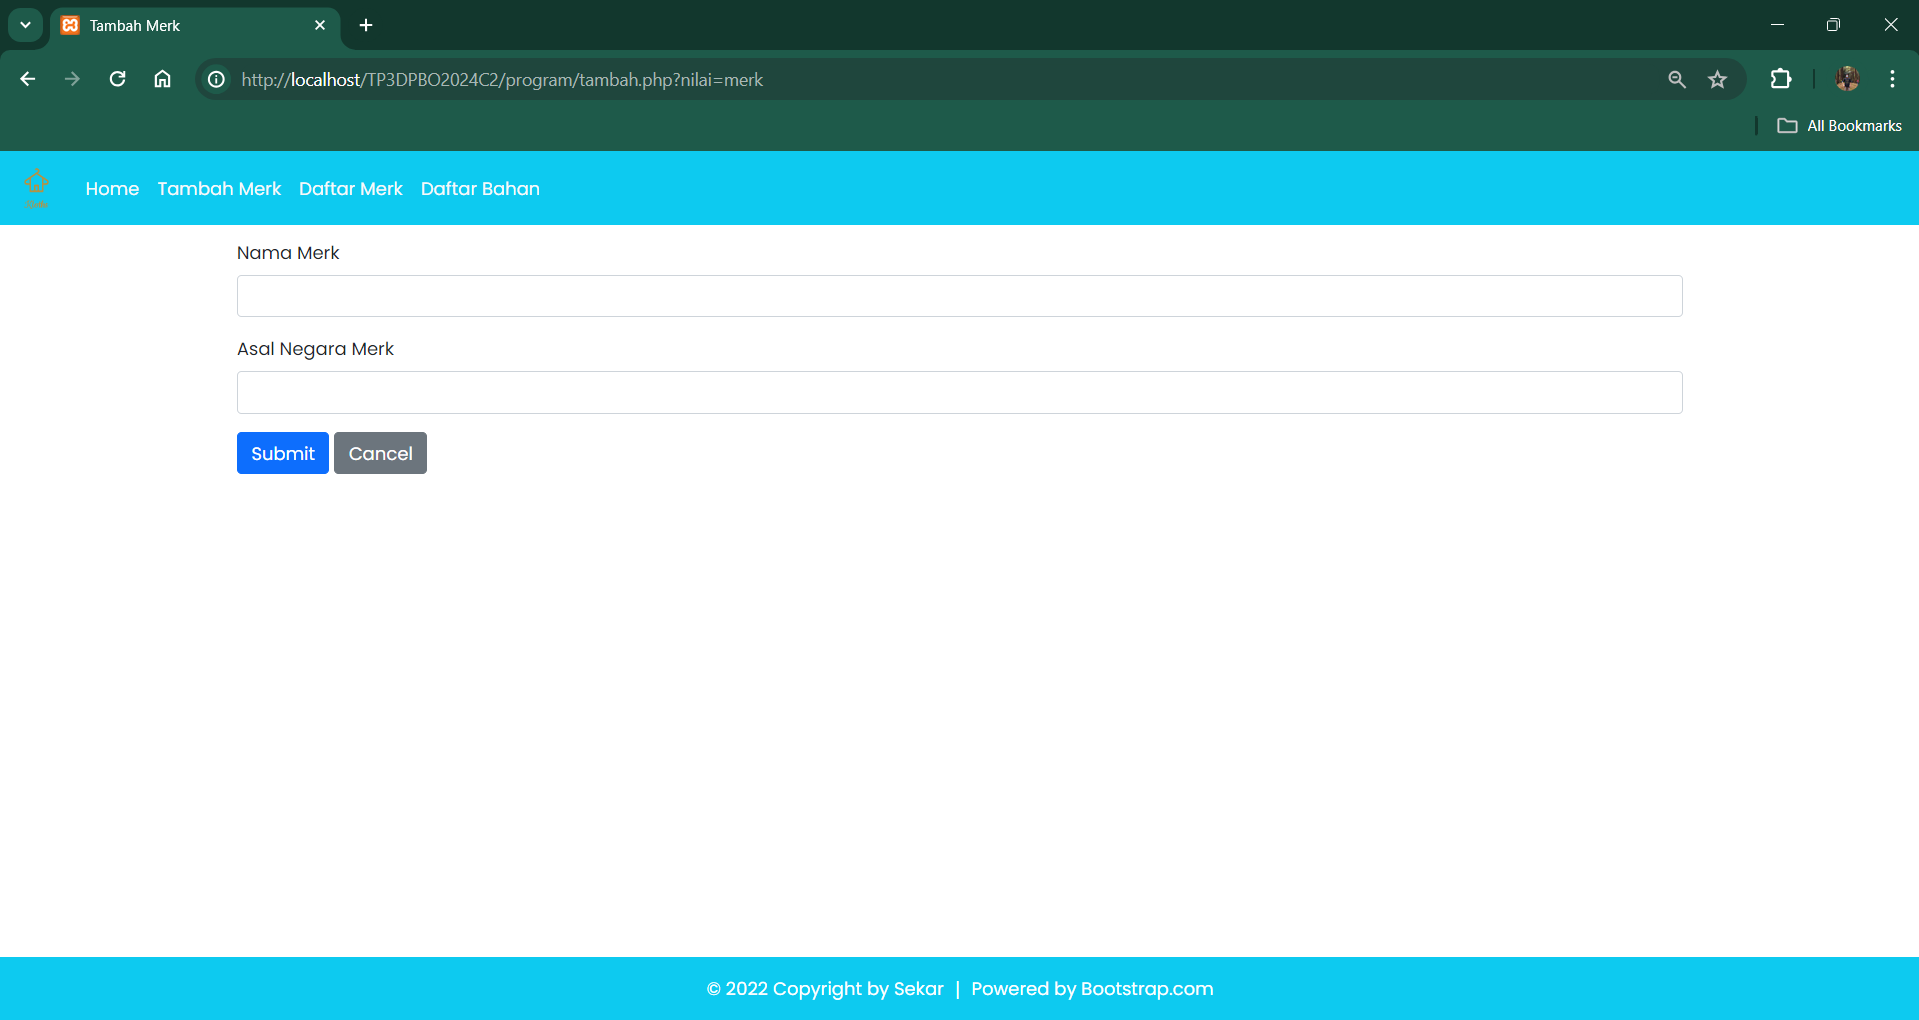 Tambah Merk
http://localhost/TP3DPBO2024C2/program/tambah.php?nilai=merk
All Bookmarks
Home Tambah Merk Daftar Merk Daftar Bahan
Nama Merk
Asal Negara Merk
Submit Cancel
© 2022 Copyright by Sekar | Powered by Bootstrap.com